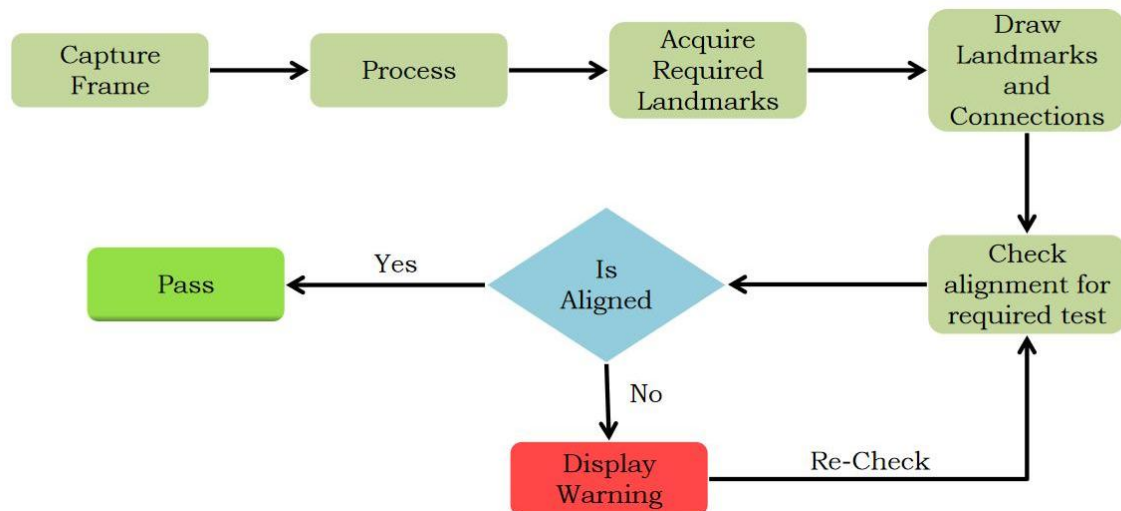 Capture
Frame
Process
Acquire
Required
Landmarks
Draw
Landmarks
and
Connections
Check
alignment for
required test
Is
Aligned
Yes
Pass
No
Display
Warning
Re-Check